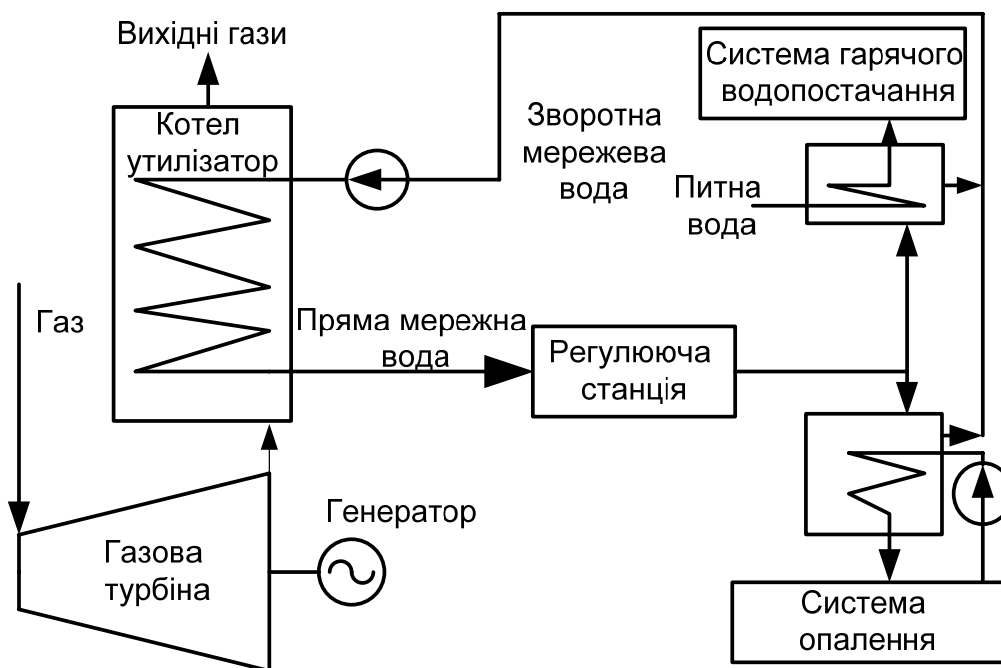 Вихідні гази
Котел
утилізатор
Зворотна
мережева
вода
Система гарячого
водопостачання
Питна
вода
Газ
Пряма мережна
вода
Регулююча
станція
Газова
турбіна
Генератор
Система
опалення